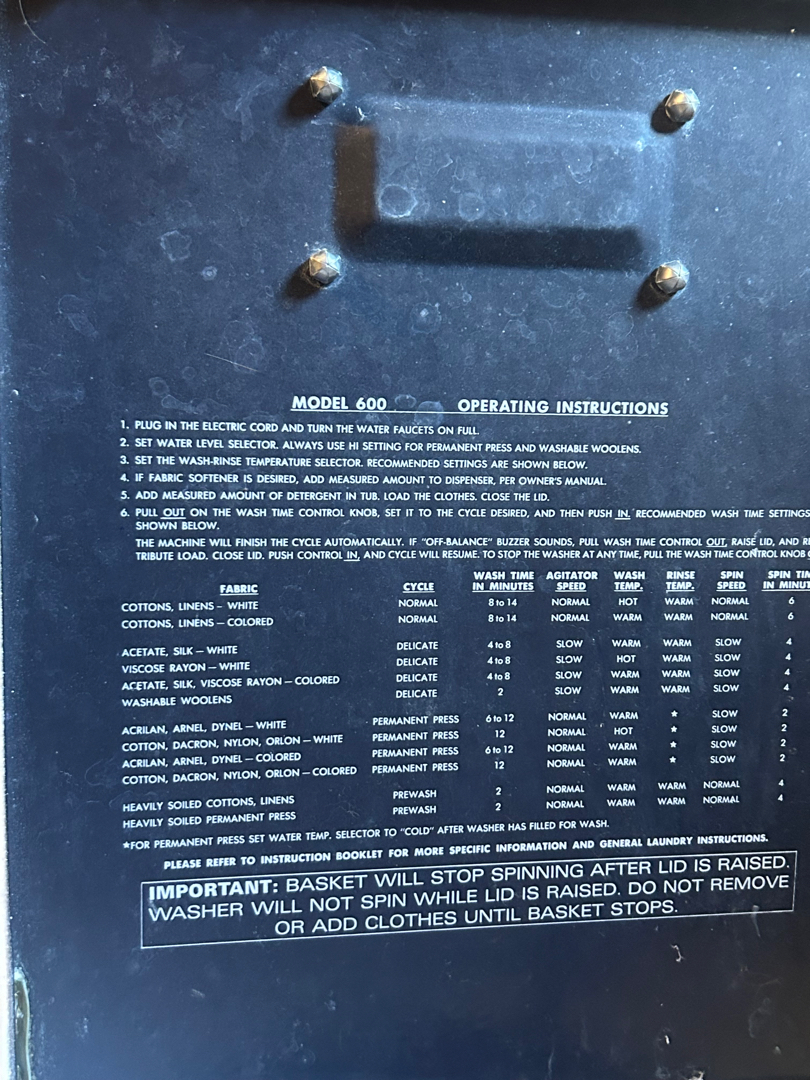 MODEL 600 OPERATING INSTRUCTIONS
1. PLUG IN THE ELECTRIC CORD AND TURN THE WATER FAUCETS ON FULL.
2. SET WATER LEVEL SELECTOR. ALWAYS USE HI SETTING FOR PERMANENT PRESS AND WASHABLE WOOLENS.
3. SET THE WASH-RINSE TEMPERATURE SELECTOR. RECOMMENDED SETTINGS ARE SHOWN BELOW.
4. IF FABRIC SOFTENER IS DESIRED, ADD MEASURED AMOUNT TO DISPENSER, PER OWNER'S MANUAL.
5. ADD MEASURED AMOUNT OF DETERGENT IN TUB. LOAD THE CLOTHES. CLOSE THE LID.
6. PULL OUT ON THE WASH TIME CONTROL KNOB, SET IT TO THE CYCLE DESIRED, AND THEN PUSH IN. RECOMMENDED WASH TIME SETTINGS
SHOWN BELOW.
THE MACHINE WILL FINISH THE CYCLE AUTOMATICALLY. IF "OFF-BALANCE" BUZZER SOUNDS, PULL WASH TIME CONTROL OUT, RAISE LID, AND
TRIBUTE LOAD. CLOSE LID. PUSH CONTROL IN, AND CYCLE WILL RESUME. TO STOP THE WASHER AT ANY TIME, PULL THE WASH TIME CONTROL KNOB
WASH TIME AGITATOR WASH RINSE SPIN SPIN
FABRIC CYCLE IN MINUTES SPEED TEMP. TEMP. SPEED IN
COTTONS, LINENS - WHITE NORMAL 8 to 14 NORMAL HOT WARM NORMAL 6
COTTONS, LINENS - COLORED NORMAL 8 to 14 NORMAL WARM WARM NORMAL 6
ACETATE, SILK - WHITE DELICATE 4 to 8 SLOW WARM WARM SLOW 4
VISCOSE RAYON - WHITE DELICATE 4 to 8 SLOW HOT WARM SLOW 4
ACETATE, SILK, VISCOSE RAYON - COLORED DELICATE 4 to 8 SLOW WARM WARM SLOW 4
WASHABLE WOOLENS DELICATE 2 SLOW WARM WARM SLOW 4
ACRILAN, ARNEL, DYNEL - WHITE PERMANENT PRESS 6 to 12 NORMAL WARM * SLOW 2
COTTON, DACRON, NYLON, ORLON - WHITE PERMANENT PRESS 12 NORMAL HOT * SLOW 2
ACRILAN, ARNEL, DYNEL - COLORED PERMANENT PRESS 6 to 12 NORMAL WARM * SLOW 2
COTTON, DACRON, NYLON, ORLON - COLORED PERMANENT PRESS 12 NORMAL WARM * SLOW 2
HEAVILY SOILED COTTONS, LINENS PREWASH 2 NORMAL WARM WARM NORMAL 4
HEAVILY SOILED PERMANENT PRESS PREWASH 2 NORMAL WARM WARM NORMAL 4
*FOR PERMANENT PRESS SET WATER TEMP. SELECTOR TO "COLD" AFTER WASHER HAS FILLED FOR WASH.
PLEASE REFER TO INSTRUCTION BOOKLET FOR MORE SPECIFIC INFORMATION AND GENERAL LAUNDRY INSTRUCTIONS.
IMPORTANT: BASKET WILL STOP SPINNING AFTER LID IS RAISED.
WASHER WILL NOT SPIN WHILE LID IS RAISED. DO NOT REMOVE
OR ADD CLOTHES UNTIL BASKET STOPS.